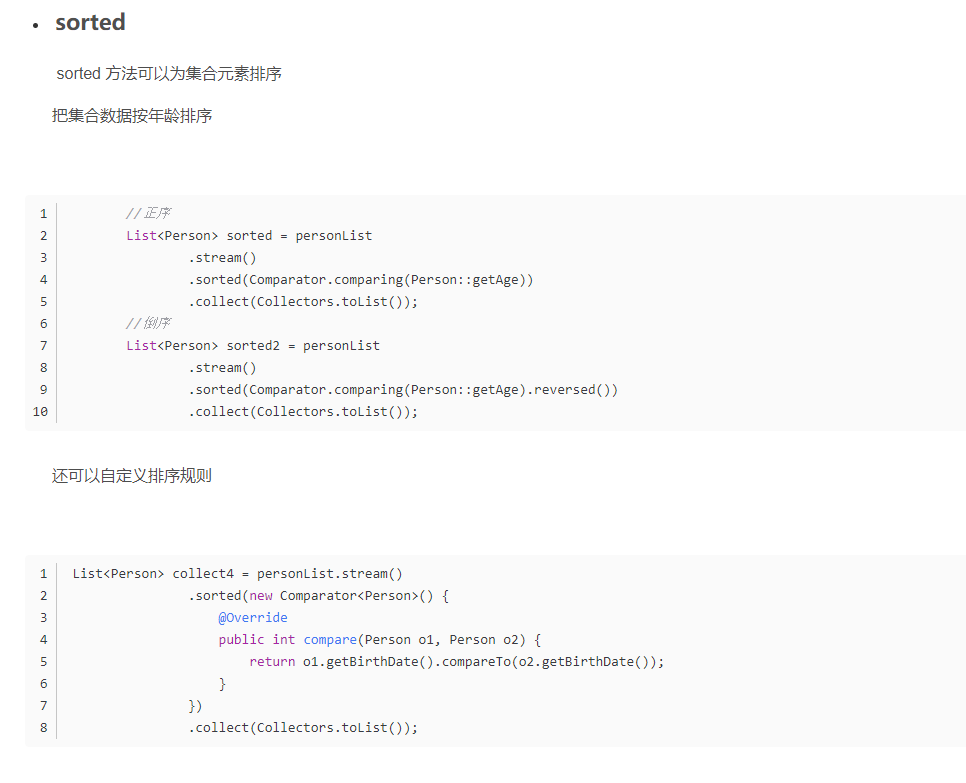 • sorted
sorted 方法可以为集合元素排序
把集合数据按年龄排序
1 //正序
2 List<Person> sorted = personList
3 .stream()
4 .sorted(Comparator.comparing(Person::getAge))
5 .collect(Collectors.toList());
6 //倒序
7 List<Person> sorted2 = personList
8 .stream()
9 .sorted(Comparator.comparing(Person::getAge).reversed())
10 .collect(Collectors.toList());
还可以自定义排序规则
1 List<Person> collect4 = personList.stream()
2 .sorted(new Comparator<Person>() {
3 @Override
4 public int compare(Person o1, Person o2) {
5 return o1.getBirthDate().compareTo(o2.getBirthDate());
6 }
7 })
8 .collect(Collectors.toList());